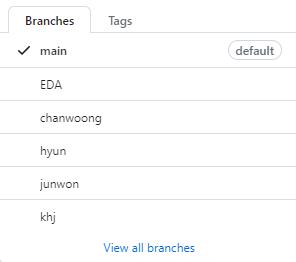 Branches Tags
main default
EDA
chanwoong
hyun
junwon
khj
View all branches